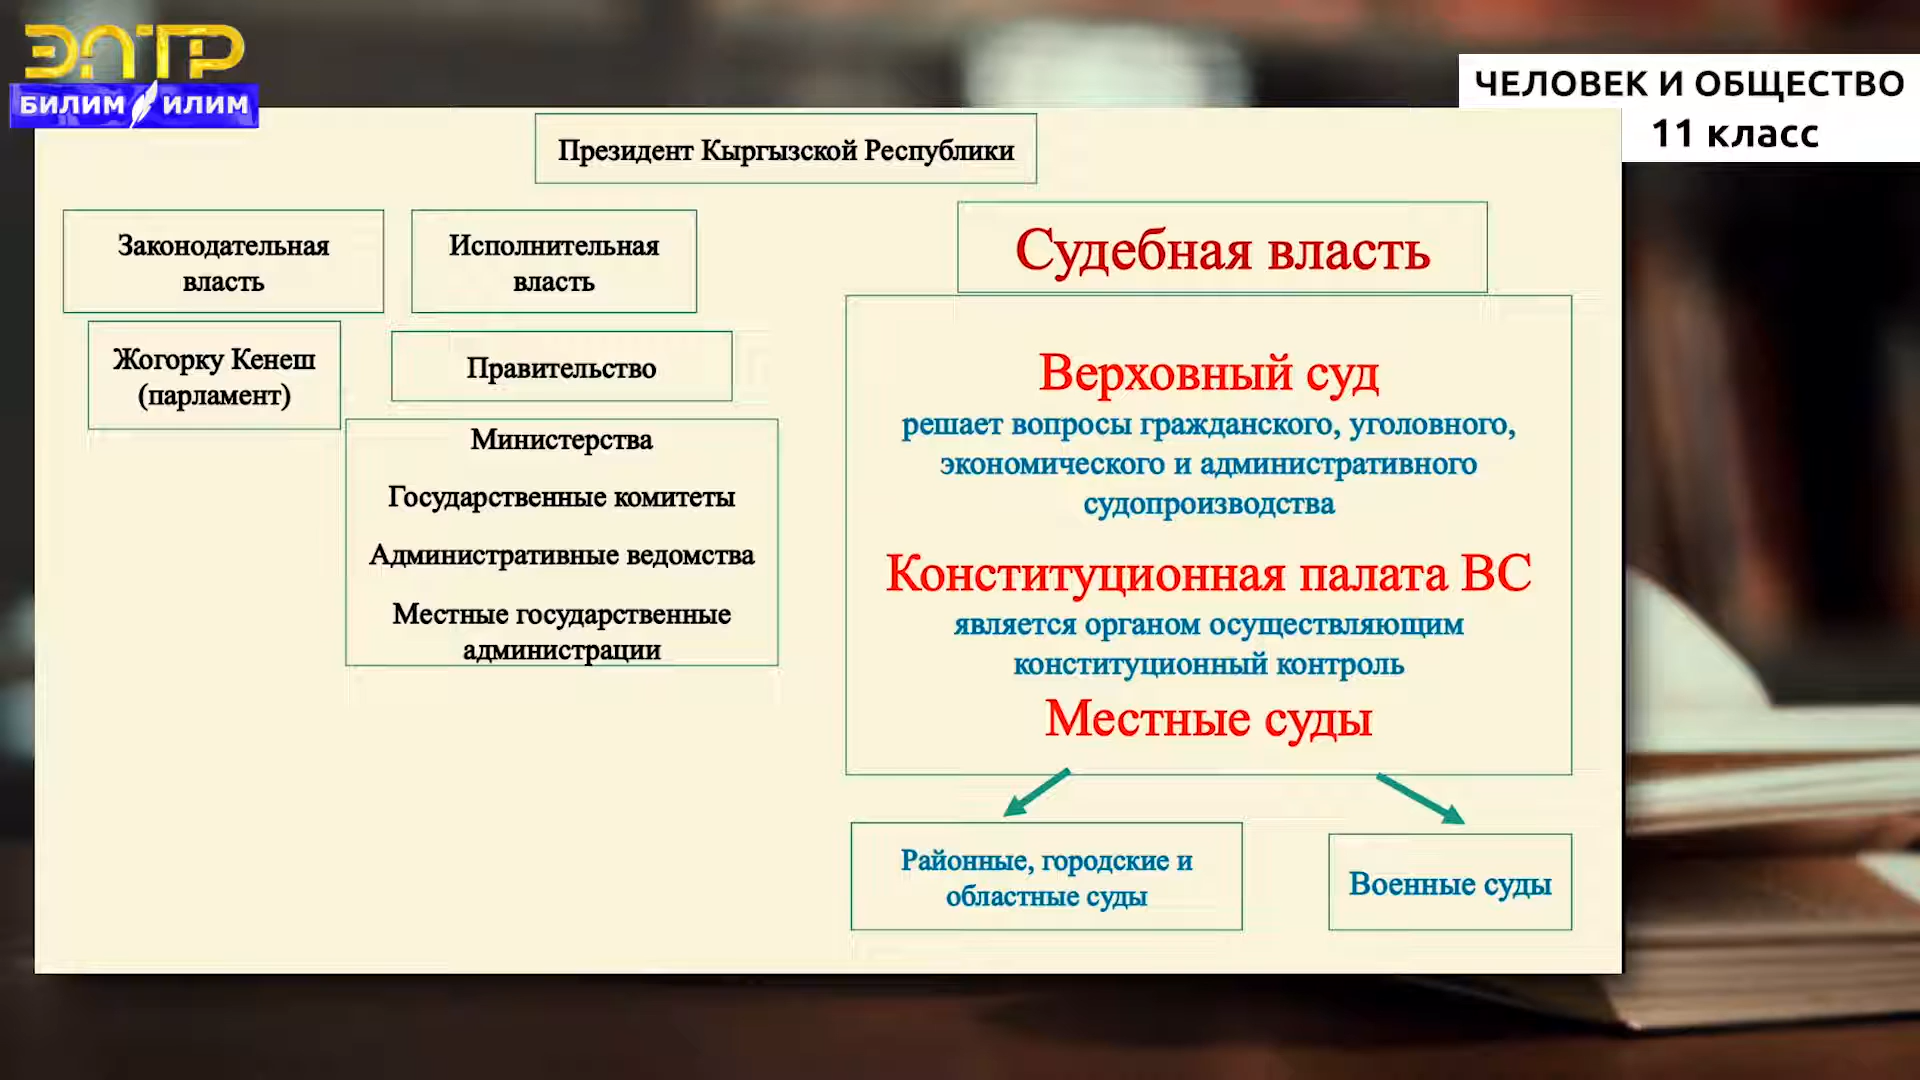 ЭЛТР
БИЛИМ ИЛИМ
ЧЕЛОВЕК И ОБЩЕСТВО
11 класс
Президент Кыргызской Республики
Законодательная
власть
Жогорку Кенеш
(парламент)
Исполнительная
власть
Правительство
Министерства
Государственные комитеты
Административные ведомства
Местные государственные
администрации
Судебная власть
Верховный суд
решает вопросы гражданского, уголовного,
экономического и административного
судопроизводства
Конституционная палата ВС
является органом осуществляющим
конституционный контроль
Местные суды
Районные, городские и
областные суды
Военные суды